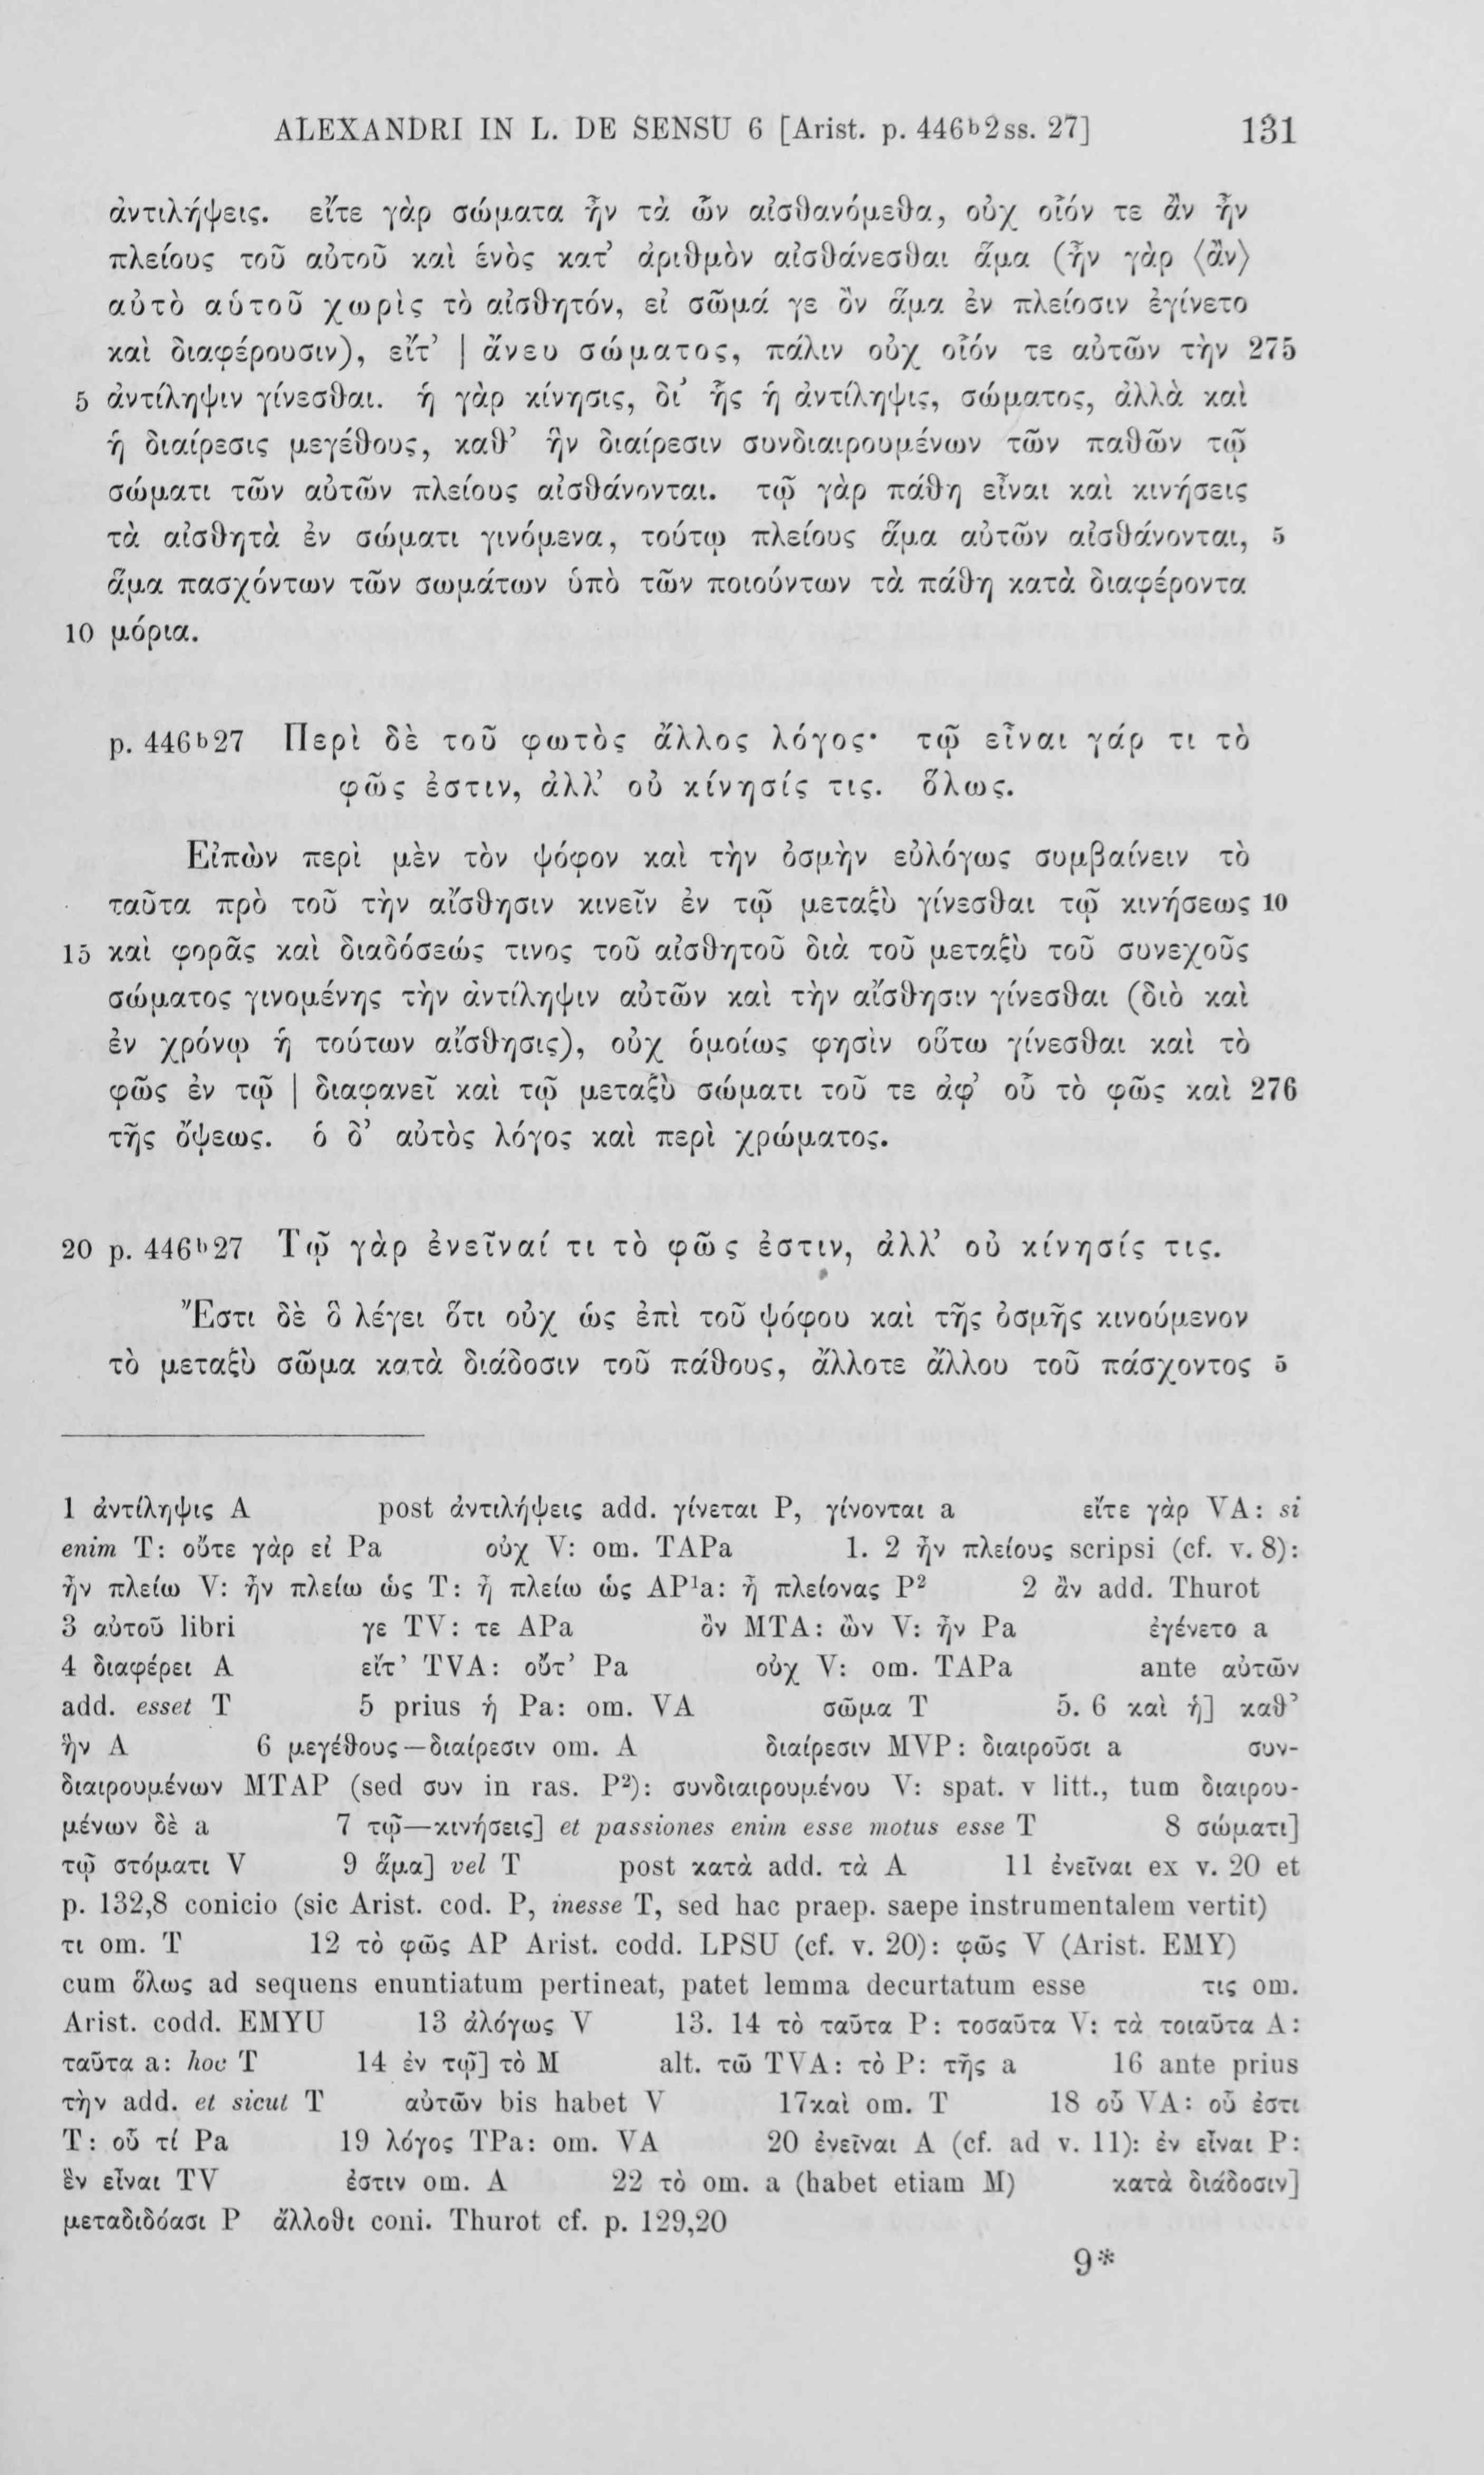 ALEXANDRI IN L. DE SENSU 6 [Arist. p. 446ᵇ2ss. 27] 131
ἀντιλήψεις. εἴτε γὰρ σώματα ἦν τὰ ὧν αἰσθανόμεθα, οὐχ οἷόν τε ἂν ἦν
πλείους τοῦ αὐτοῦ καὶ ἑνὸς κατ’ ἀριθμὸν αἰσθάνεσθαι ἅμα (ἦν γὰρ ⟨ἂν⟩
αὐτὸ αὑτοῦ χωρὶς τὸ αἰσθητόν, εἰ σῶμά γε ὂν ἅμα ἐν πλείοσιν ἐγίνετο
καὶ διαφέρουσιν), εἴτ’ | ἄνευ σώματος, πάλιν οὐχ οἷόν τε αὐτῶν τὴν 275
5 ἀντίληψιν γίνεσθαι. ἡ γὰρ κίνησις, δι’ ἧς ἡ ἀντίληψις, σώματος, ἀλλὰ καὶ
ἡ διαίρεσις μεγέθους, καθ’ ἣν διαίρεσιν συνδιαιρουμένων τῶν παθῶν τῷ
σώματι τῶν αὐτῶν πλείους αἰσθάνονται. τῷ γὰρ πάθη εἶναι καὶ κινήσεις
τὰ αἰσθητὰ ἐν σώματι γινόμενα, τούτῳ πλείους ἅμα αὐτῶν αἰσθάνονται, 5
ἅμα πασχόντων τῶν σωμάτων ὑπὸ τῶν ποιούντων τὰ πάθη κατὰ διαφέροντα
10 μόρια.
p. 446ᵇ27 Περὶ δὲ τοῦ φωτὸς ἄλλος λόγος· τῷ εἶναι γάρ τι τὸ
φῶς ἐστιν, ἀλλ’ οὐ κίνησίς τις. ὅλως.
Εἰπὼν περὶ μὲν τὸν ψόφον καὶ τὴν ὀσμὴν εὐλόγως συμβαίνειν τὸ
ταῦτα πρὸ τοῦ τὴν αἴσθησιν κινεῖν ἐν τῷ μεταξὺ γίνεσθαι τῷ κινήσεως 10
15 καὶ φορᾶς καὶ διαδόσεώς τινος τοῦ αἰσθητοῦ διὰ τοῦ μεταξὺ τοῦ συνεχοῦς
σώματος γινομένης τὴν ἀντίληψιν αὐτῶν καὶ τὴν αἴσθησιν γίνεσθαι (διὸ καὶ
ἐν χρόνῳ ἡ τούτων αἴσθησις), οὐχ ὁμοίως φησὶν οὕτω γίνεσθαι καὶ τὸ
φῶς ἐν τῷ | διαφανεῖ καὶ τῷ μεταξὺ σώματι τοῦ τε ἀφ’ οὗ τὸ φῶς καὶ 276
τῆς ὄψεως. ὁ δ’ αὐτὸς λόγος καὶ περὶ χρώματος.
20 p. 446ᵇ27 Τῷ γὰρ ἐνεῖναί τι τὸ φῶς ἐστιν, ἀλλ’ οὐ κίνησίς τις.
Ἔστι δὲ ὃ λέγει ὅτι οὐχ ὡς ἐπὶ τοῦ ψόφου καὶ τῆς ὀσμῆς κινούμενον
τὸ μεταξὺ σῶμα κατὰ διάδοσιν τοῦ πάθους, ἄλλοτε ἄλλου τοῦ πάσχοντος 5
1 ἀντίληψις A post ἀντιλήψεις add. γίνεται P, γίνονται a εἴτε γὰρ VA: si
enim T: οὔτε γὰρ εἰ Pa οὐχ V: om. TAPa 1. 2 ἦν πλείους scripsi (cf. v. 8):
ἦν πλείω V: ἦν πλείω ὡς T: ἢ πλείω ὡς AP¹a: ἢ πλείονας P² 2 ἂν add. Thurot
3 αὐτοῦ libri γε TV: τε APa ὂν MTA: ὢν V: ἦν Pa ἐγένετο a
4 διαφέρει A εἴτ’ TVA: οὔτ’ Pa οὐχ V: om. TAPa ante αὐτῶν
add. esset T 5 prius ἡ Pa: om. VA σῶμα T 5. 6 καὶ ἡ] καθ’
ἣν A 6 μεγέθους—διαίρεσιν om. A διαίρεσιν MVP: διαιροῦσι a συν-
διαιρουμένων MTAP (sed συν in ras. P²): συνδιαιρουμένου V: spat. v litt., tum διαιρου-
μένων δὲ a 7 τῷ—κινήσεις] et passiones enim esse motus esse T 8 σώματι]
τῷ στόματι V 9 ἅμα] vel T post κατὰ add. τὰ A 11 ἐνεῖναι ex v. 20 et
p. 132,8 conicio (sic Arist. cod. P, inesse T, sed hac praep. saepe instrumentalem vertit)
τι om. T 12 τὸ φῶς AP Arist. codd. LPSU (cf. v. 20): φῶς V (Arist. EMY)
cum ὅλως ad sequens enuntiatum pertineat, patet lemma decurtatum esse τις om.
Arist. codd. EMYU 13 ἀλόγως V 13. 14 τὸ ταῦτα P: τοσαῦτα V: τὰ τοιαῦτα A:
ταῦτα a: hoc T 14 ἐν τῷ] τὸ M alt. τῶ TVA: τὸ P: τῆς a 16 ante prius
τὴν add. et sicut T αὐτῶν bis habet V 17καὶ om. T 18 οὗ VA: οὗ ἐστι
T: οὗ τί Pa 19 λόγος TPa: om. VA 20 ἐνεῖναι A (cf. ad v. 11): ἐν εἶναι P:
ἓν εἶναι TV ἐστιν om. A 22 τὸ om. a (habet etiam M) κατὰ διάδοσιν]
μεταδιδόασι P ἄλλοθι coni. Thurot cf. p. 129,20
9*